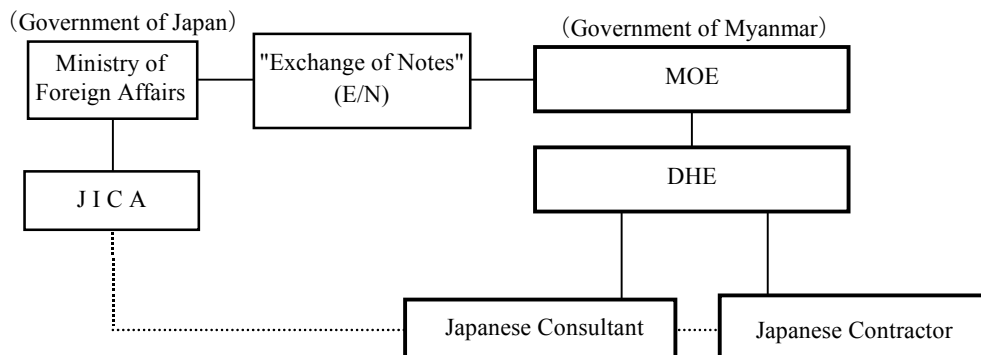 （Government of Japan）
（Government of Myanmar）
Ministry of
Foreign Affairs
"Exchange of Notes"
(E/N)
MOE
J I C A
DHE
Japanese Consultant
Japanese Contractor